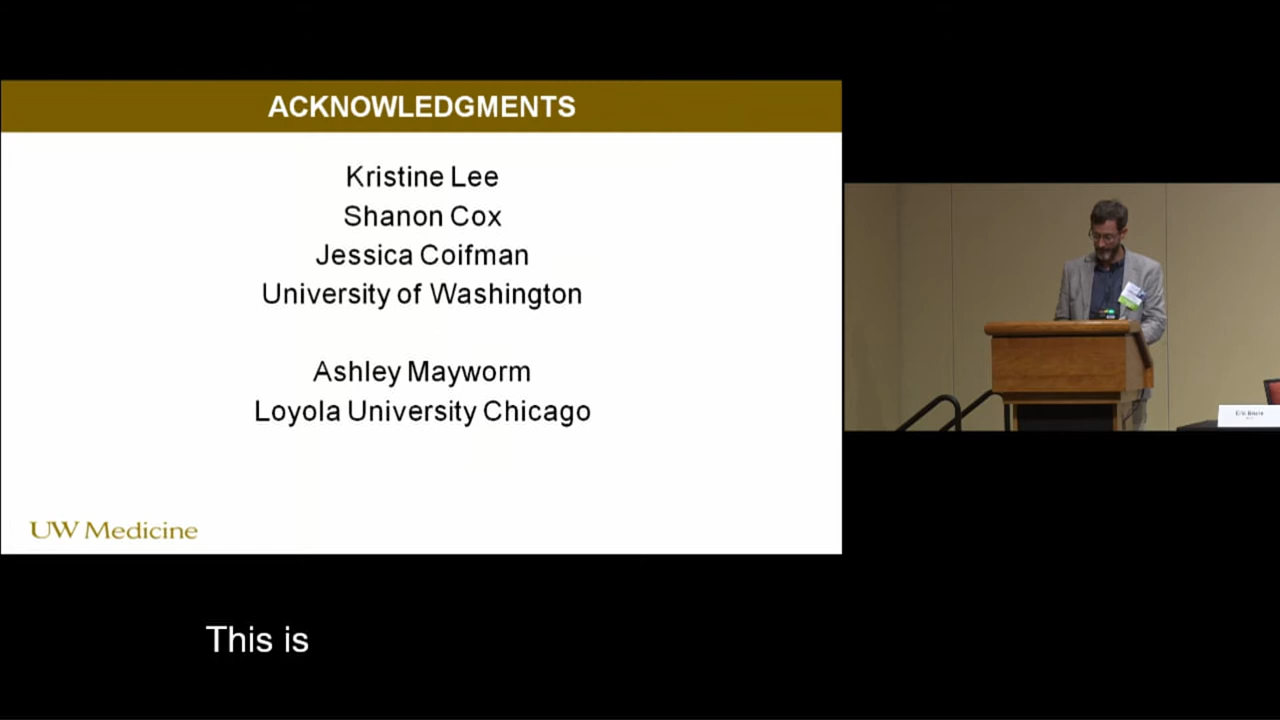 ACKNOWLEDGMENTS
Kristine Lee
Shanon Cox
Jessica Coifman
University of Washington
Ashley Mayworm
Loyola University Chicago
UW Medicine
This is